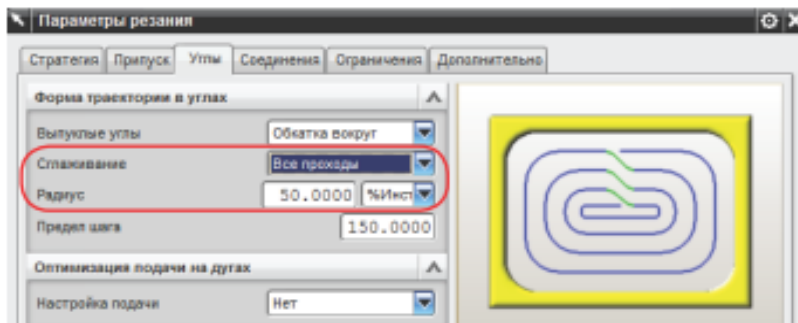 Параметры резания
Стратегия Припуск Углы Соединения Ограничения Дополнительно
Форма траектории в углах
Выпуклые углы Обкатка вокруг
Сглаживание Все проходы
Радиус 50.0000 %Инст
Предел шага 150.0000
Оптимизация подачи на дугах
Настройка подачи Нет